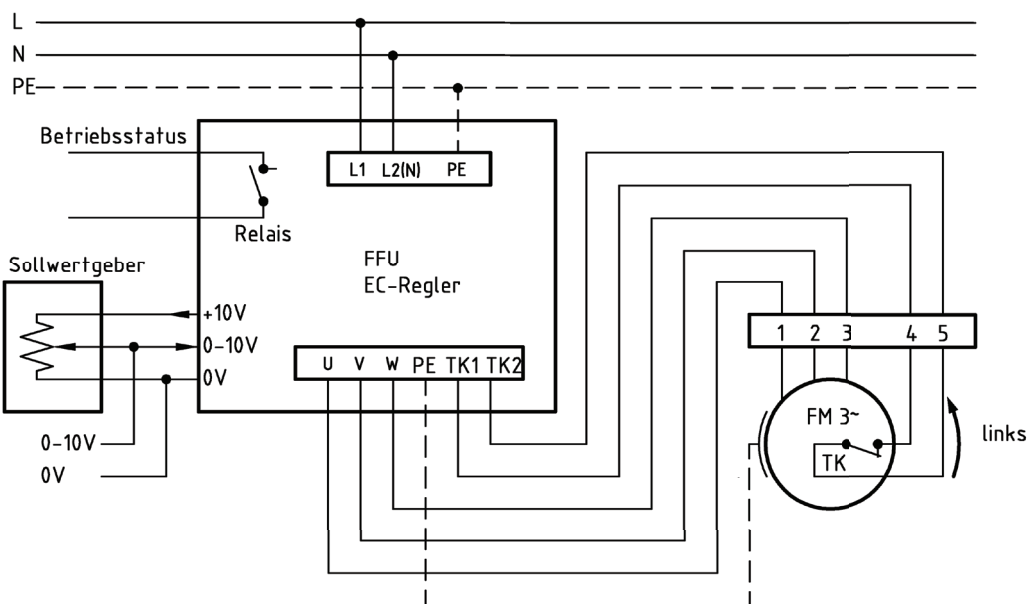 L
N
PE
Betriebsstatus
L1 L2(N) PE
Relais
FFU
EC-Regler
Sollwertgeber
+10V
0-10V
0V
U V W PE TK1 TK2
1 2 3 4 5
FM 3~
TK
links
0-10V
0V